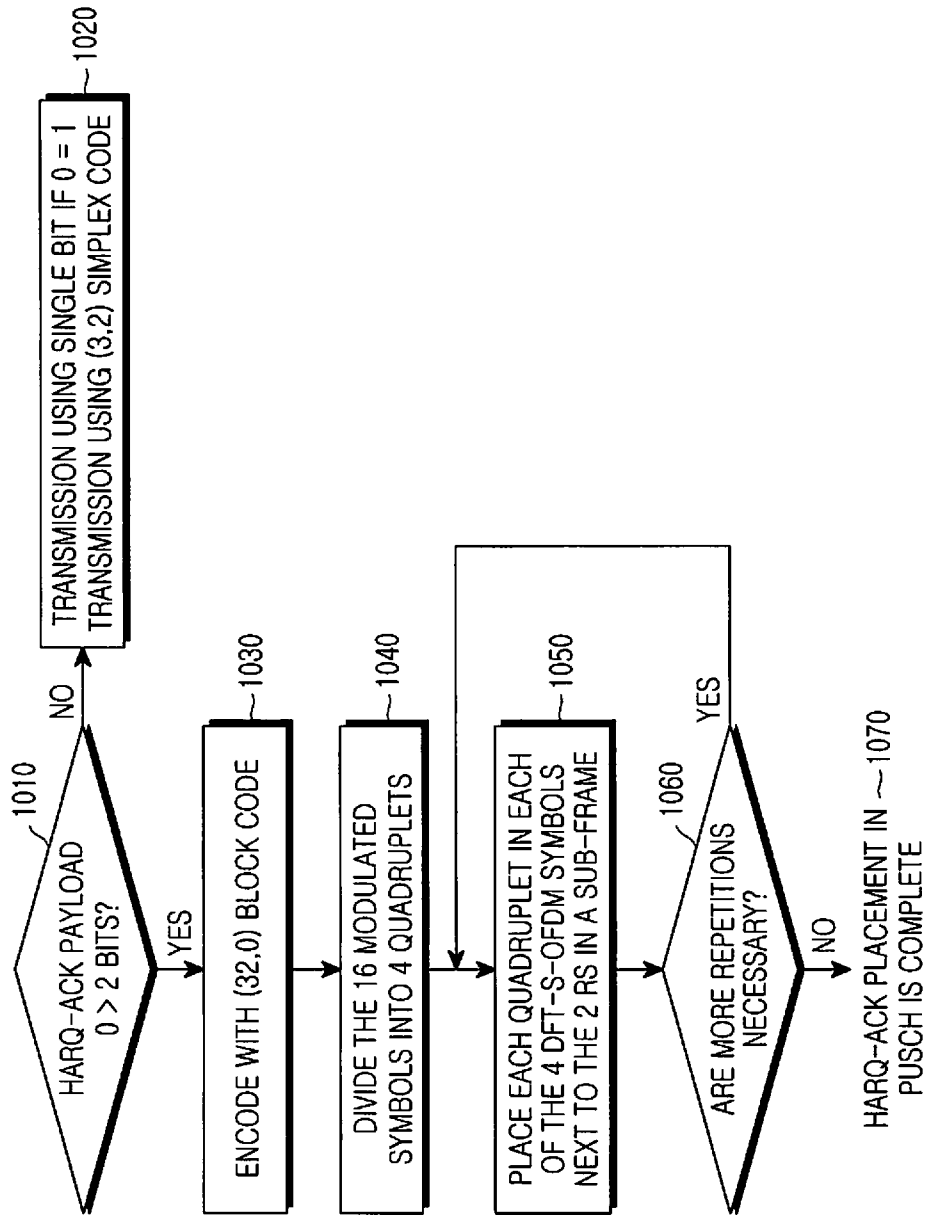 1010
HARQ-ACK PAYLOAD
0 > 2 BITS?
NO
TRANSMISSION USING SINGLE BIT IF 0 = 1
TRANSMISSION USING (3,2) SIMPLEX CODE
1020
YES
ENCODE WITH (32,0) BLOCK CODE
1030
DIVIDE THE 16 MODULATED
SYMBOLS INTO 4 QUADRUPLETS
1040
PLACE EACH QUADRUPLET IN EACH
OF THE 4 DFT-S-OFDM SYMBOLS
NEXT TO THE 2 RS IN A SUB-FRAME
1050
1060
ARE MORE REPETITIONS
NECESSARY?
YES
NO
HARQ-ACK PLACEMENT IN ~1070
PUSCH IS COMPLETE